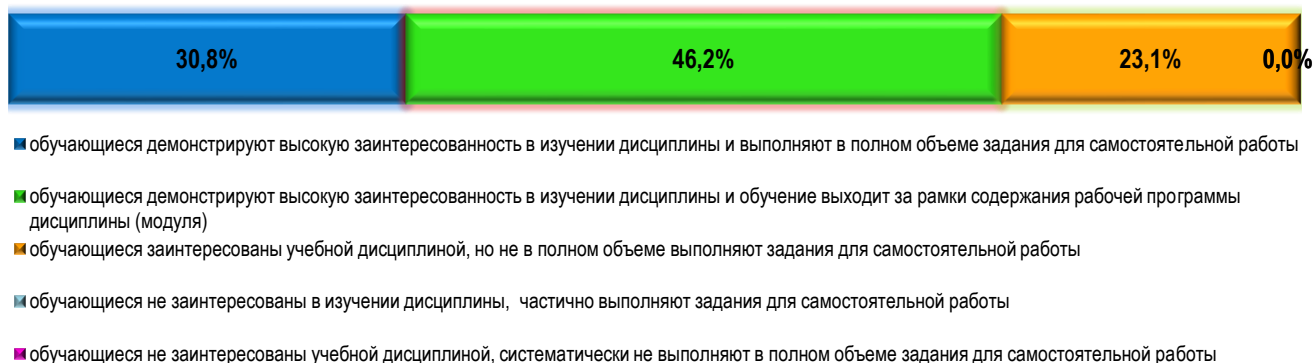 30,8% 46,2% 23,1% 0,0%
обучающиеся демонстрируют высокую заинтересованность в изучении дисциплины и выполняют в полном объеме задания для самостоятельной работы
обучающиеся демонстрируют высокую заинтересованность в изучении дисциплины и обучение выходит за рамки содержания рабочей программы
дисциплины (модуля)
обучающиеся заинтересованы учебной дисциплиной, но не в полном объеме выполняют задания для самостоятельной работы
обучающиеся не заинтересованы в изучении дисциплины, частично выполняют задания для самостоятельной работы
обучающиеся не заинтересованы учебной дисциплиной, систематически не выполняют в полном объеме задания для самостоятельной работы